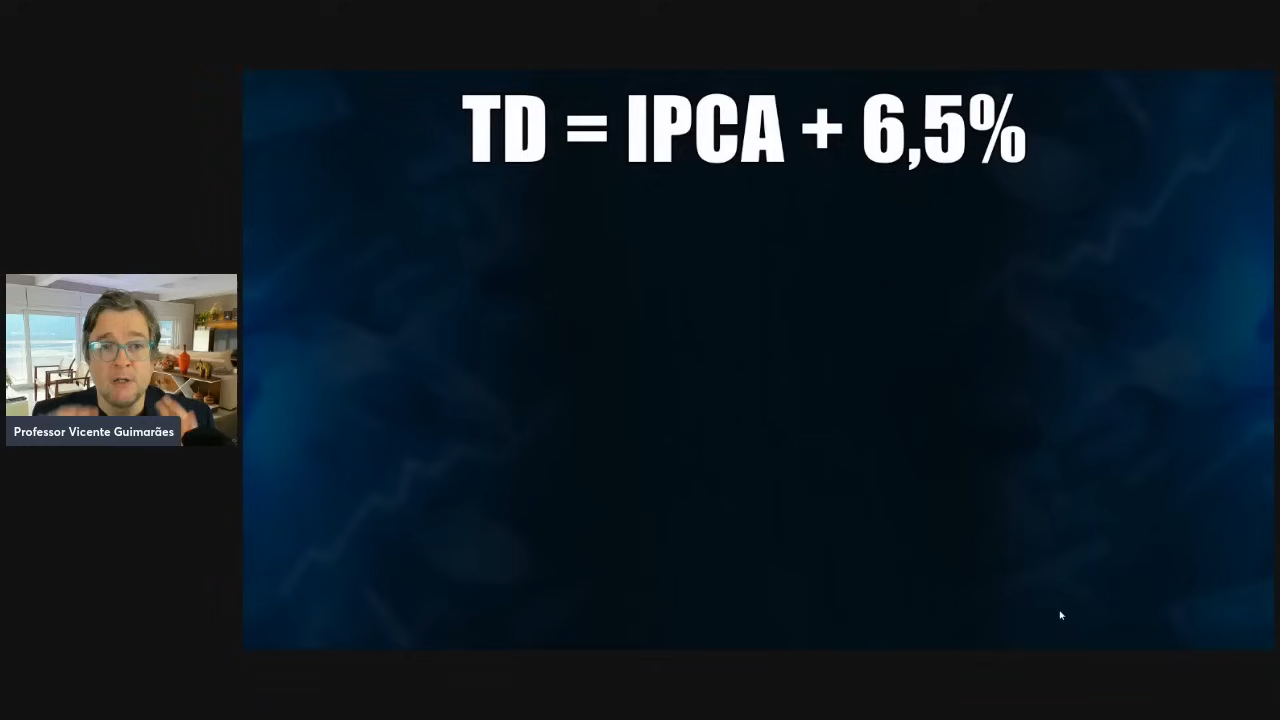 TD = IPCA + 6,5%
Professor Vicente Guimarães